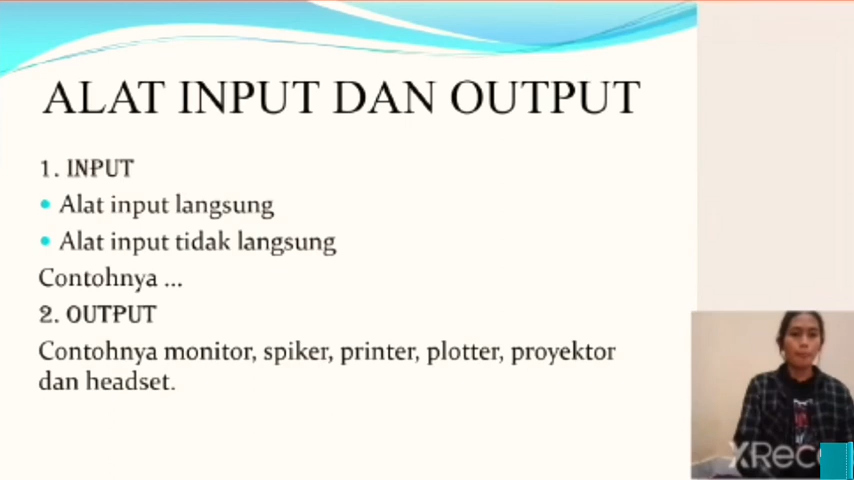 ALAT INPUT DAN OUTPUT
1. INPUT
• Alat input langsung
• Alat input tidak langsung
Contohnya ...
2. OUTPUT
Contohnya monitor, spiker, printer, plotter, proyektor
dan headset.